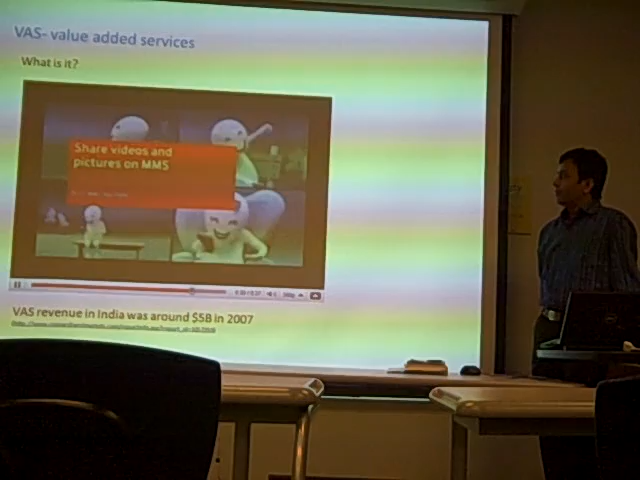 VAS- value added services
What is it?
Share videos and
pictures on MMS
VAS revenue in India was around $5B in 2007